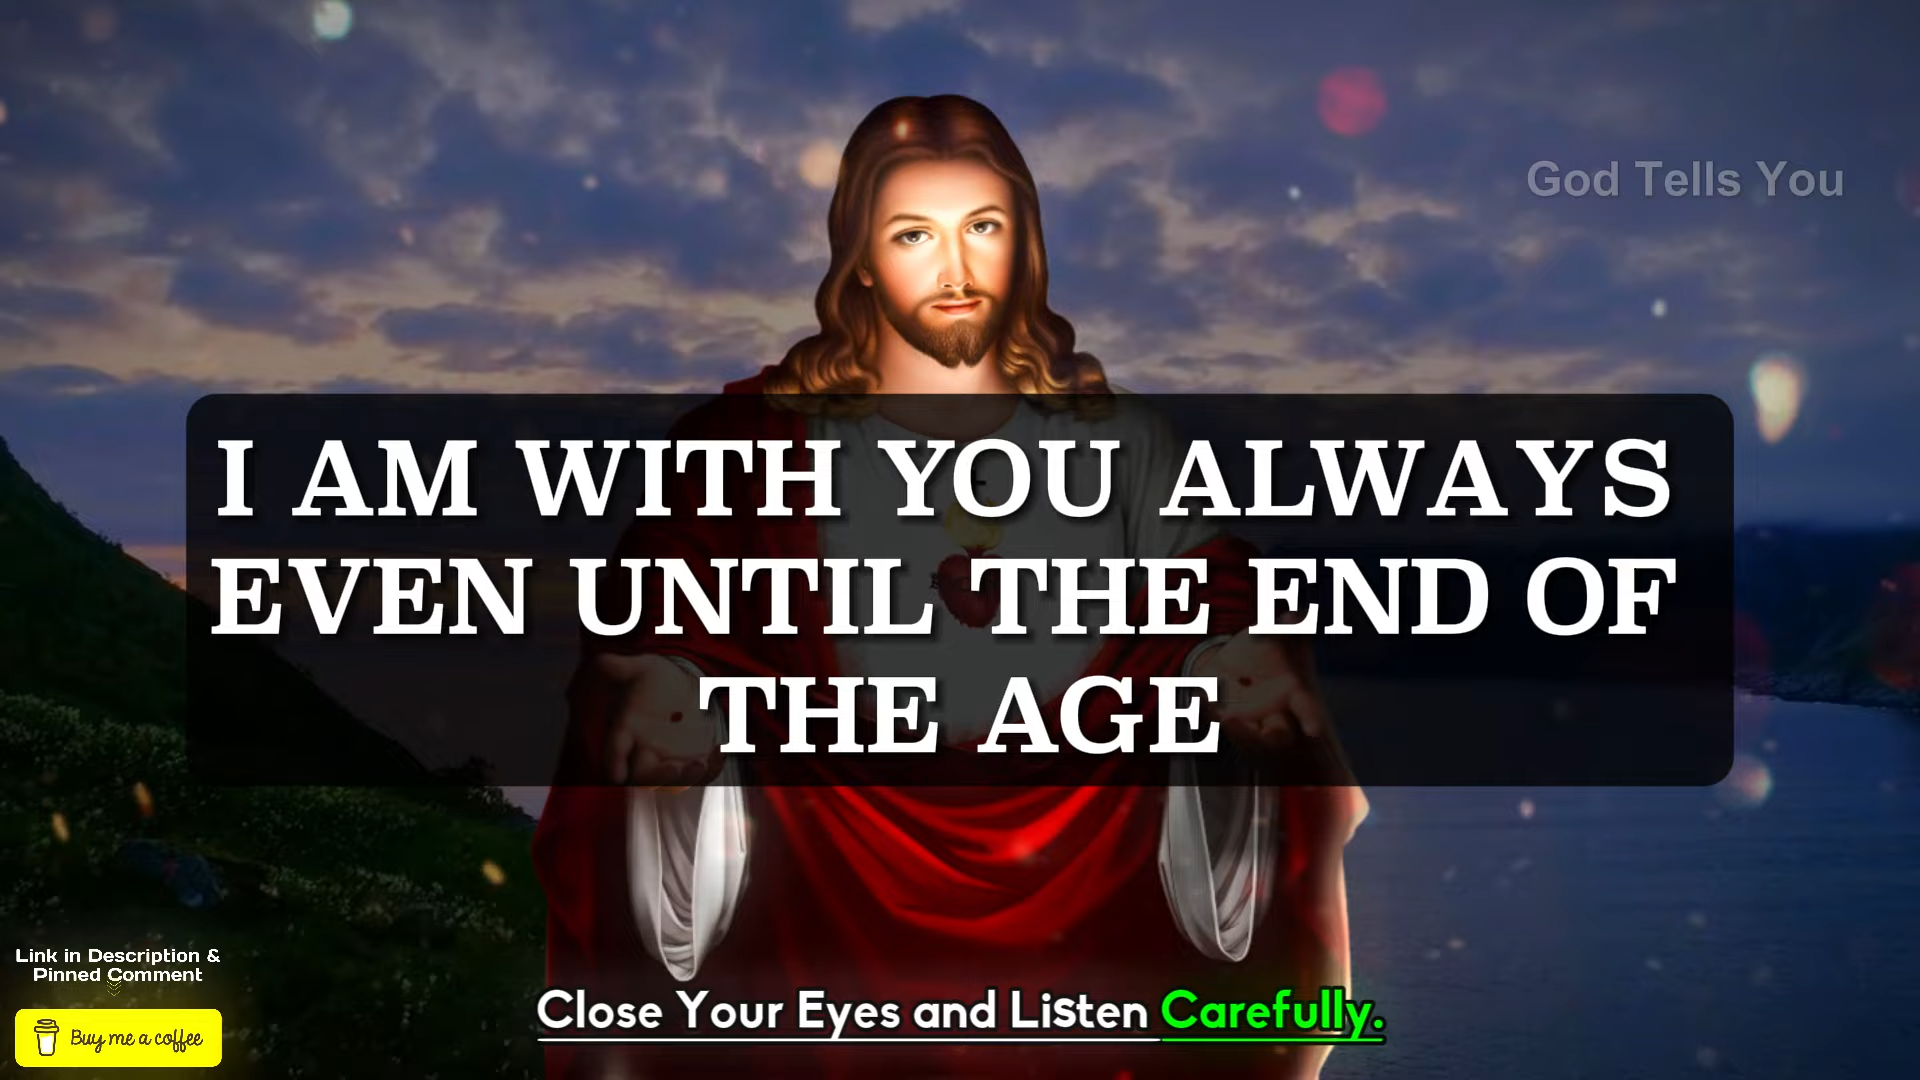 God Tells You
I AM WITH YOU ALWAYS
EVEN UNTIL THE END OF
THE AGE
Link in Description &
Pinned Comment
Buy me a coffee
Close Your Eyes and Listen Carefully.